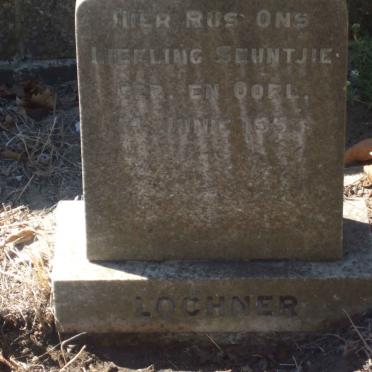 HIER RUS ONS
LIEFLING SEUNTJIE
GEB. EN OORL.
JUNIE
LOCHNER